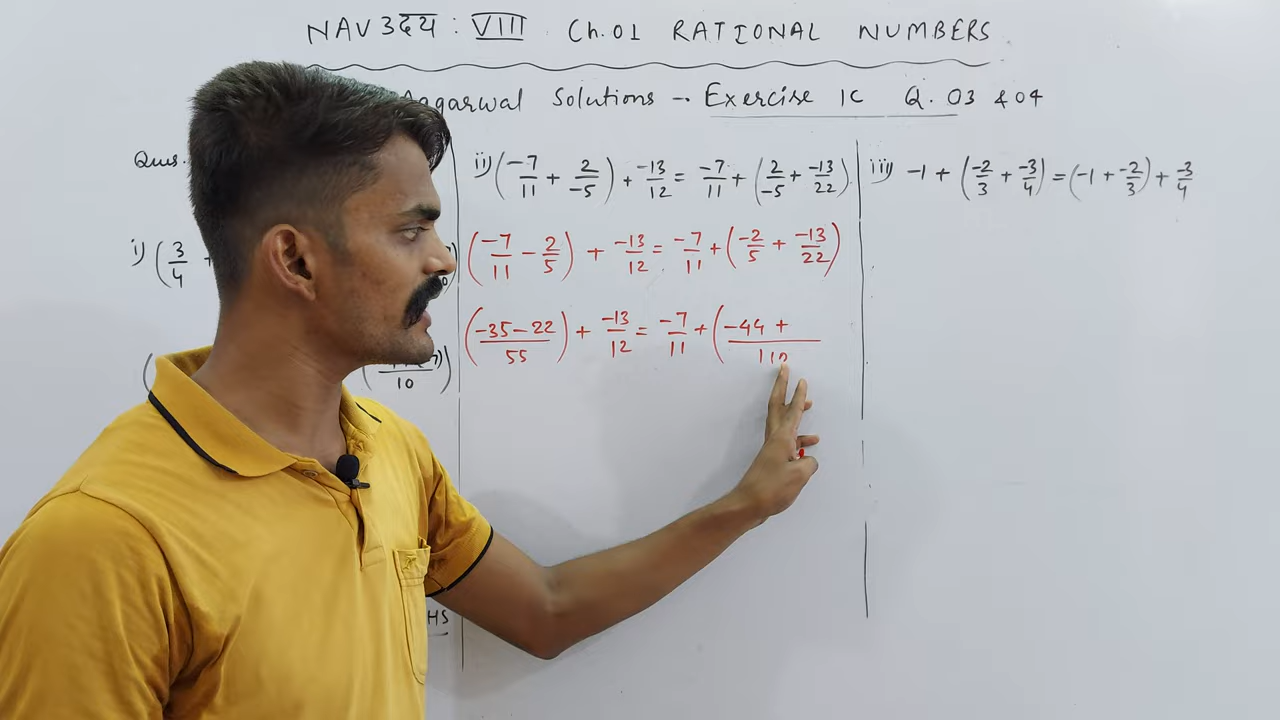 NAVउदय : VIII Ch.01 RATIONAL NUMBERS
Aggarwal Solutions → Exercise 1C Q. 03 & 04
Ques.
i) (3/4 +
10)
ii) (-7/11 + 2/-5) + -13/12 = -7/11 + (2/-5 + -13/22)
(-7/11 - 2/5) + -13/12 = -7/11 + (-2/5 + -13/22)
(-35-22/55) + -13/12 = -7/11 + (-44 + /110
HS
iii) -1 + (-2/3 + -3/4) = (-1 + -2/3) + -3/4